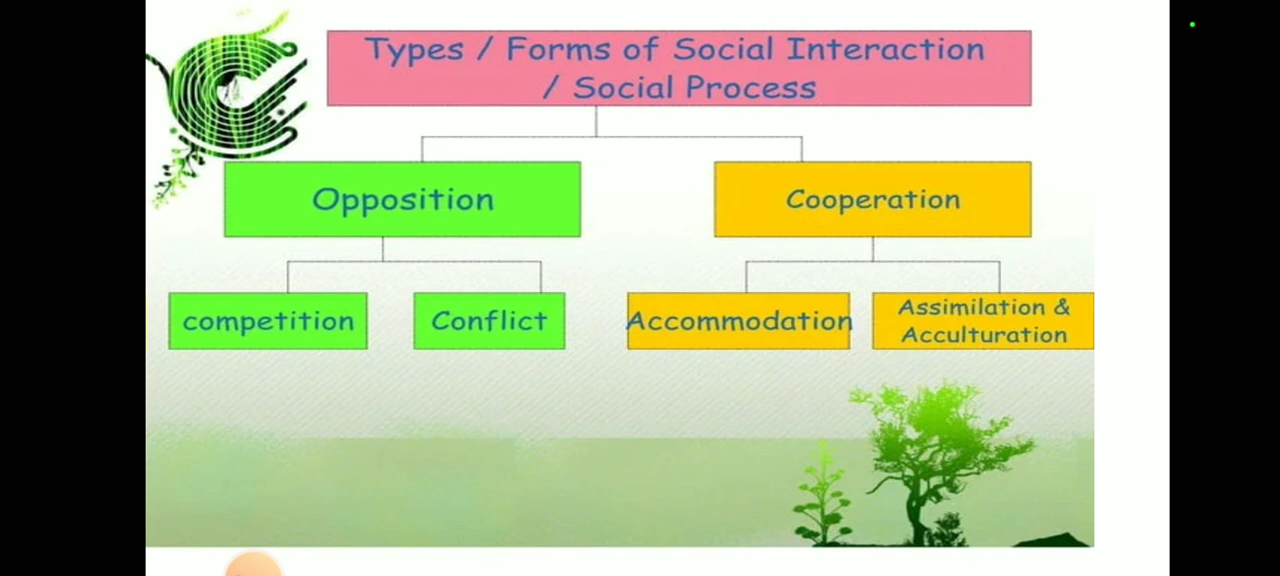 Types / Forms of Social Interaction
/ Social Process
Opposition
Cooperation
competition
Conflict
Accommodation
Assimilation &
Acculturation